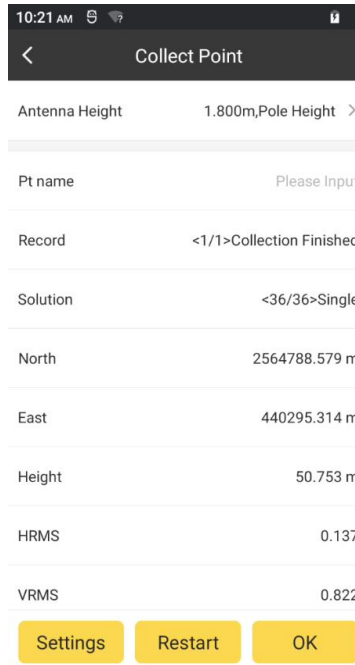 10:21 AM
Collect Point
Antenna Height 1.800m,Pole Height
Pt name Please Inpu
Record <1/1>Collection Finished
Solution <36/36>Single
North 2564788.579 m
East 440295.314 m
Height 50.753 m
HRMS 0.137
VRMS 0.822
Settings Restart OK